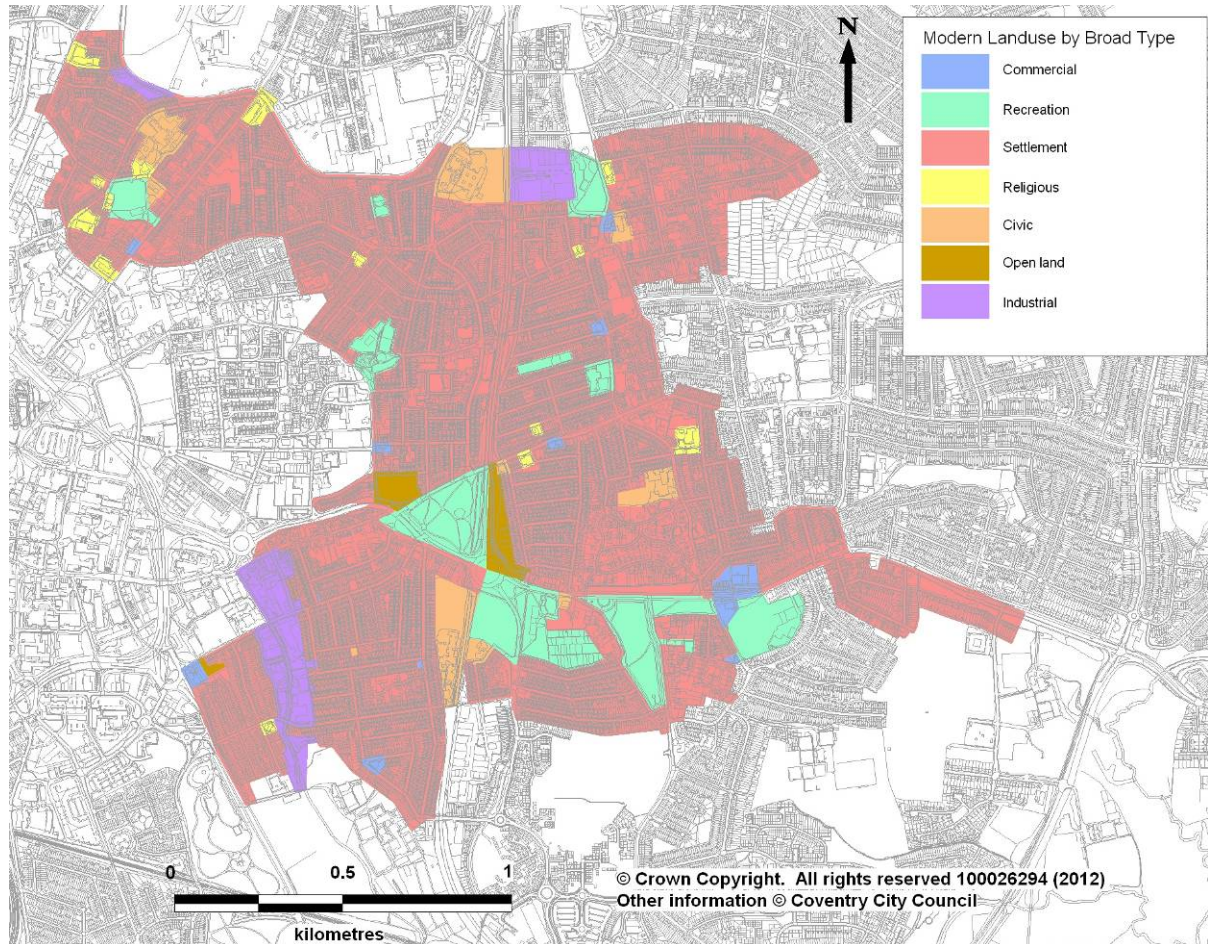 N
Modern Landuse by Broad Type
Commercial
Recreation
Settlement
Religious
Civic
Open land
Industrial
0 0.5 1
kilometres
© Crown Copyright. All rights reserved 100026294 (2012)
Other information © Coventry City Council